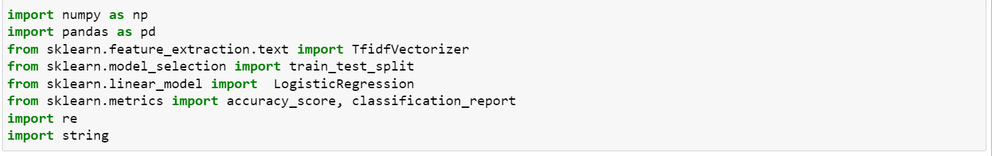 import numpy as np
import pandas as pd
from sklearn.feature_extraction.text import TfidfVectorizer
from sklearn.model_selection import train_test_split
from sklearn.linear_model import  LogisticRegression
from sklearn.metrics import accuracy_score, classification_report
import re
import string